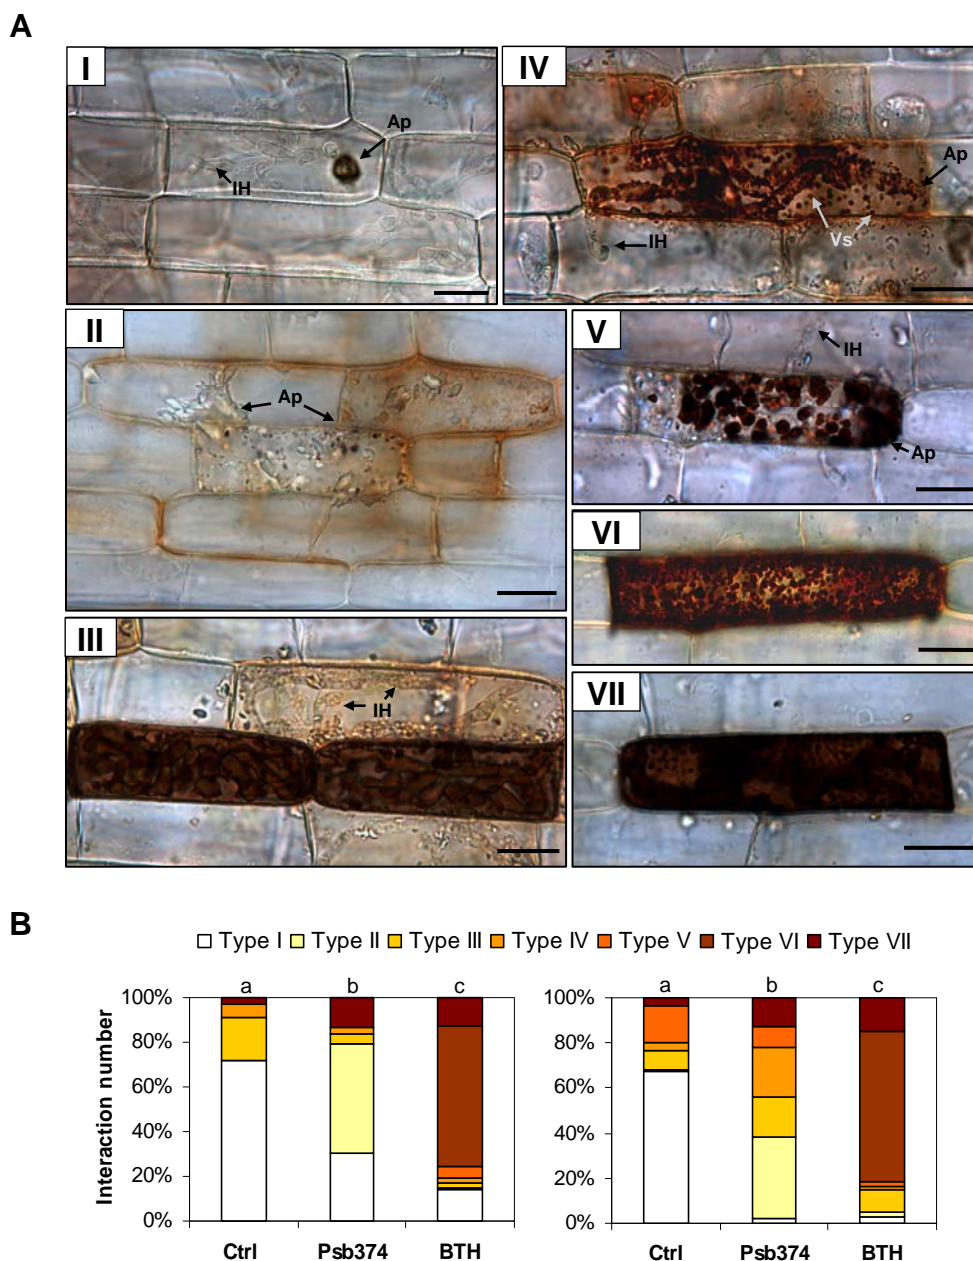 A
I
Ap
IH
IV
Ap
IH
Vs
II
Ap
V
IH
Ap
VI
III
IH
VII
B
Type I Type II Type III Type IV Type V Type VI Type VII
Interaction number
a b c
100%
80%
60%
40%
20%
0%
Ctrl Psb374 BTH
a b c
100%
80%
60%
40%
20%
0%
Ctrl Psb374 BTH